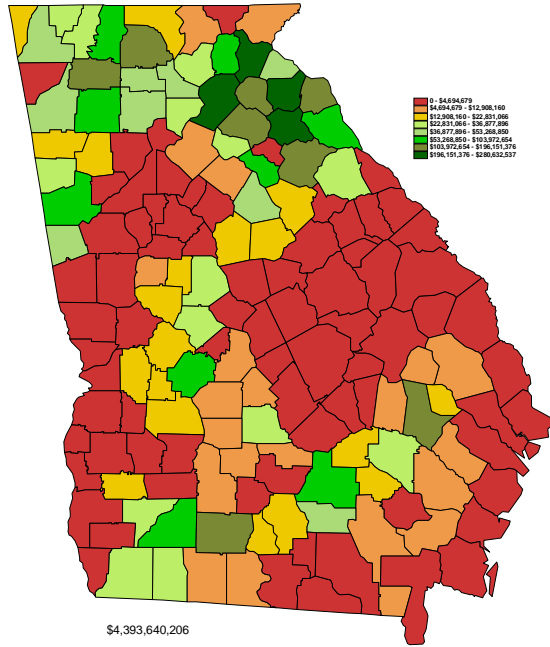 0 - $4,694,679
$4,694,679 - $12,908,160
$12,908,160 - $22,831,066
$22,831,066 - $36,877,896
$36,877,896 - $53,268,850
$53,268,850 - $103,972,654
$103,972,654 - $196,151,376
$196,151,376 - $280,632,537
$4,393,640,206